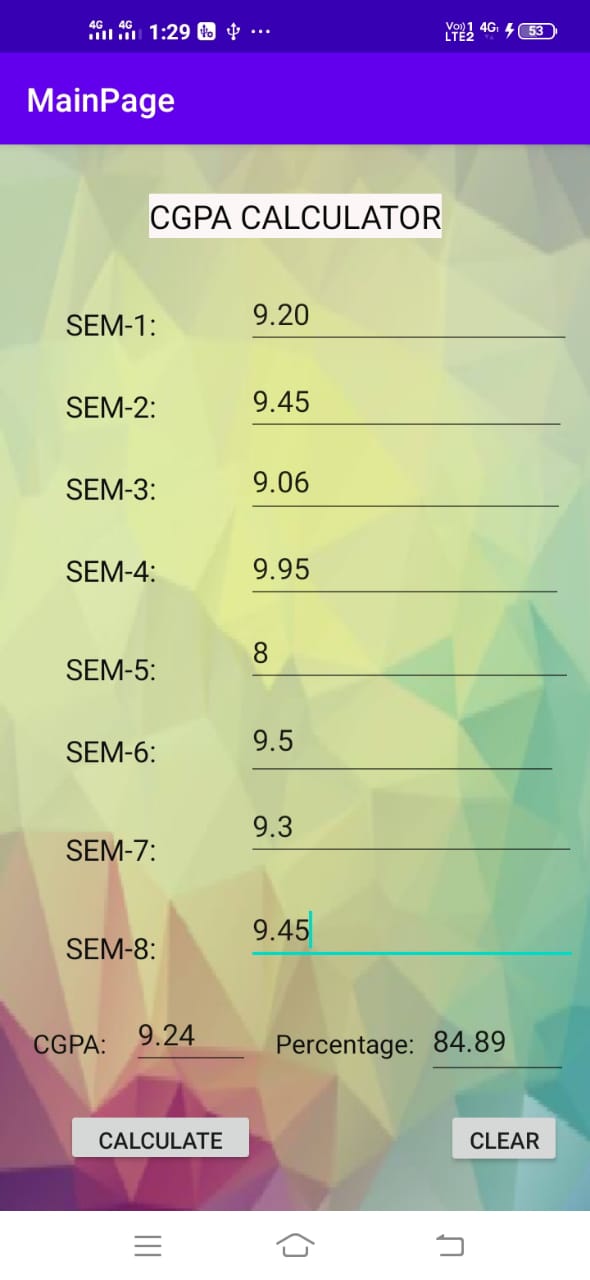 4G 4G 1:29 ... Vo) 1 4G LTE2 53
MainPage
CGPA CALCULATOR
SEM-1: 9.20
SEM-2: 9.45
SEM-3: 9.06
SEM-4: 9.95
SEM-5: 8
SEM-6: 9.5
SEM-7: 9.3
SEM-8: 9.45
CGPA: 9.24 Percentage: 84.89
CALCULATE CLEAR